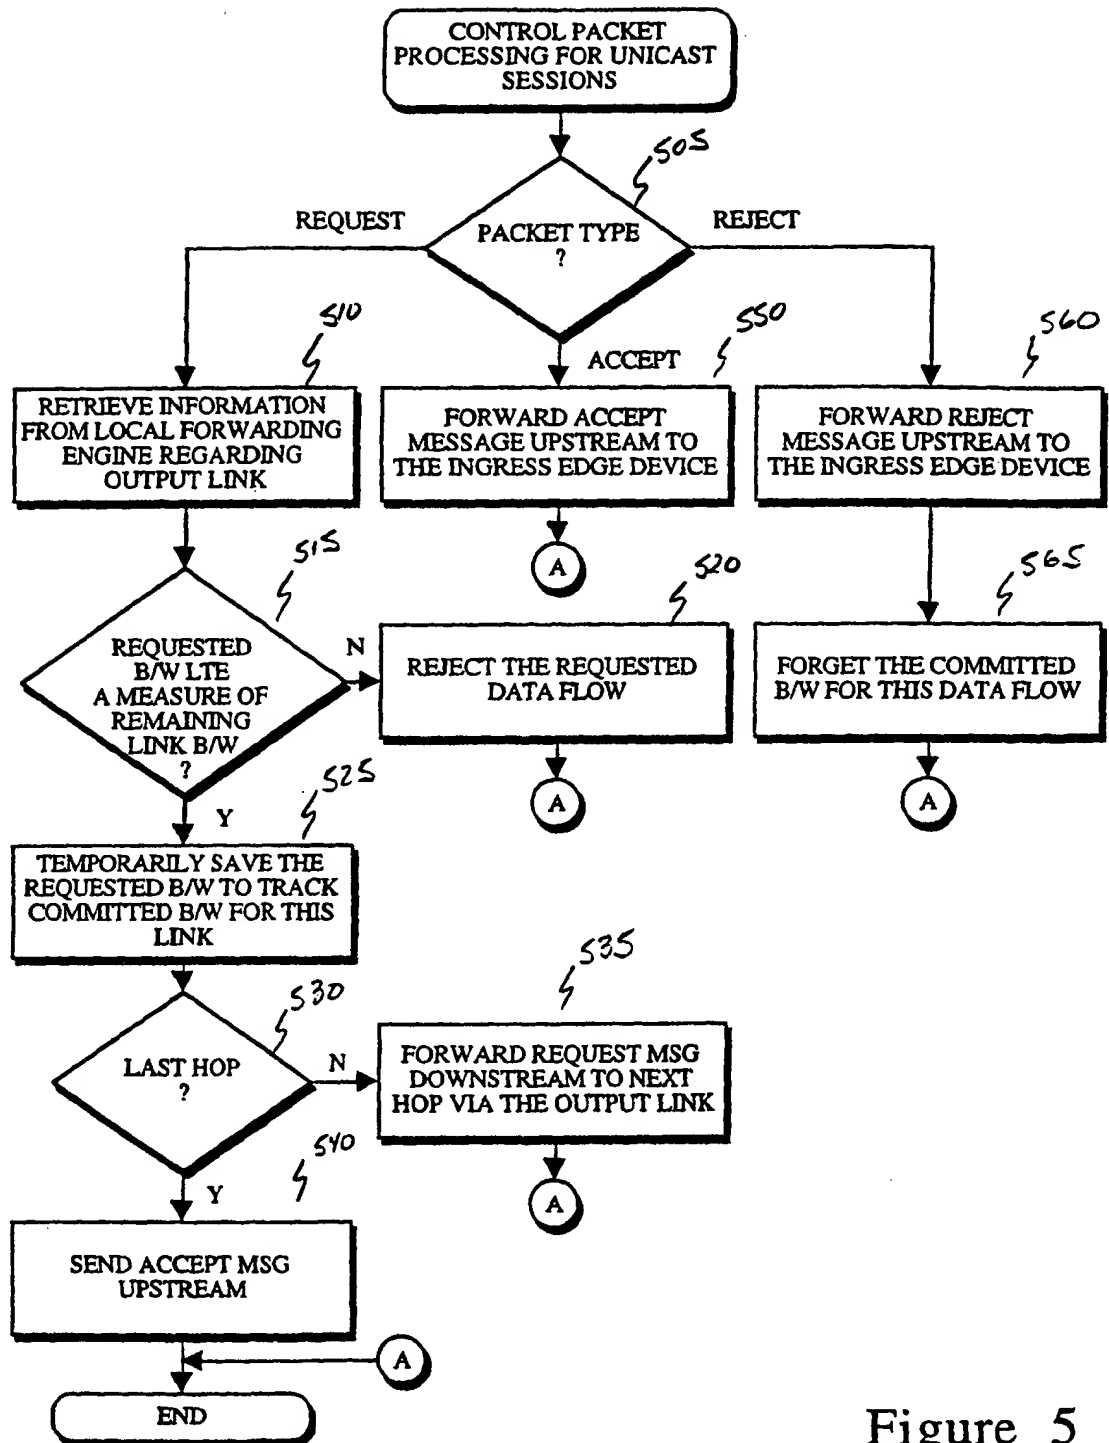 CONTROL PACKET
PROCESSING FOR UNICAST
SESSIONS
505
PACKET TYPE
?
REQUEST
REJECT
ACCEPT
510
RETRIEVE INFORMATION
FROM LOCAL FORWARDING
ENGINE REGARDING
OUTPUT LINK
550
FORWARD ACCEPT
MESSAGE UPSTREAM TO
THE INGRESS EDGE DEVICE
A
560
FORWARD REJECT
MESSAGE UPSTREAM TO
THE INGRESS EDGE DEVICE
515
REQUESTED
B/W LTE
A MEASURE OF
REMAINING
LINK B/W
?
N
Y
520
REJECT THE REQUESTED
DATA FLOW
A
565
FORGET THE COMMITTED
B/W FOR THIS DATA FLOW
A
525
TEMPORARILY SAVE THE
REQUESTED B/W TO TRACK
COMMITTED B/W FOR THIS
LINK
530
LAST HOP
?
N
Y
535
FORWARD REQUEST MSG
DOWNSTREAM TO NEXT
HOP VIA THE OUTPUT LINK
A
540
SEND ACCEPT MSG
UPSTREAM
A
END
Figure 5